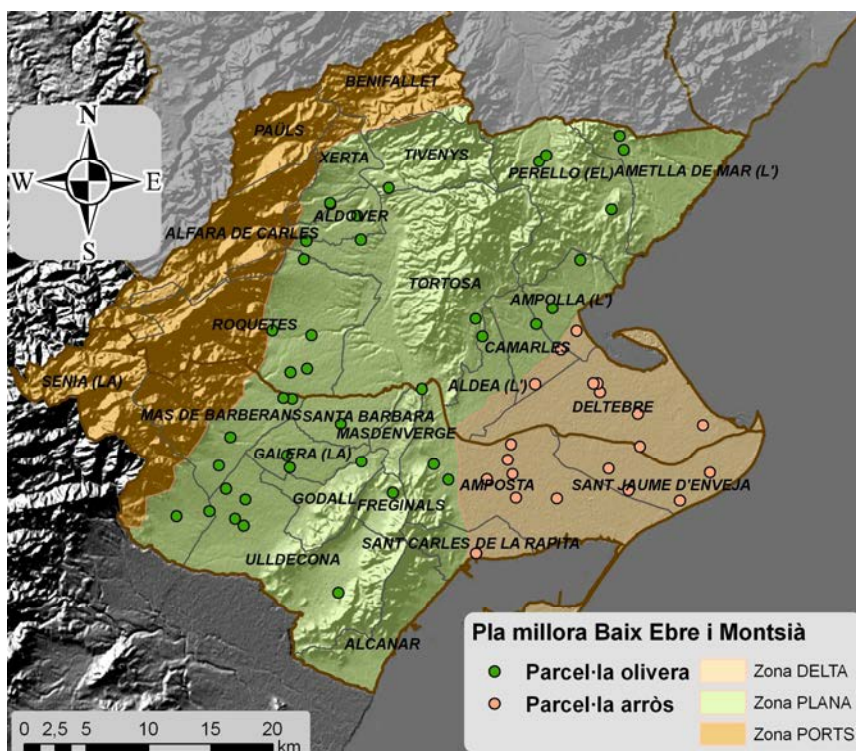 BENIFALLET
N
PAÜLS
XERTA
TIVENYS
W
E
PERELLO (EL)
AMETLLA DE MAR (L')
ALDOVER
S
ALFARA DE CARLES
TORTOSA
AMPOLLA (L')
ROQUETES
CAMARLES
SENIA (LA)
ALDEA (L')
DELTEBRE
MAS DE BARBERANS
SANTA BARBARA
MASDENVERGE
GALERA (LA)
AMPOSTA
SANT JAUME D'ENVEJA
GODALL
FREGINALS
SANT CARLES DE LA RAPITA
ULLDECONA
ALCANAR
Pla millora Baix Ebre i Montsià
Parcel·la olivera
Parcel·la arròs
Zona DELTA
Zona PLANA
Zona PORTS
0 2,5 5 10 15 20
km